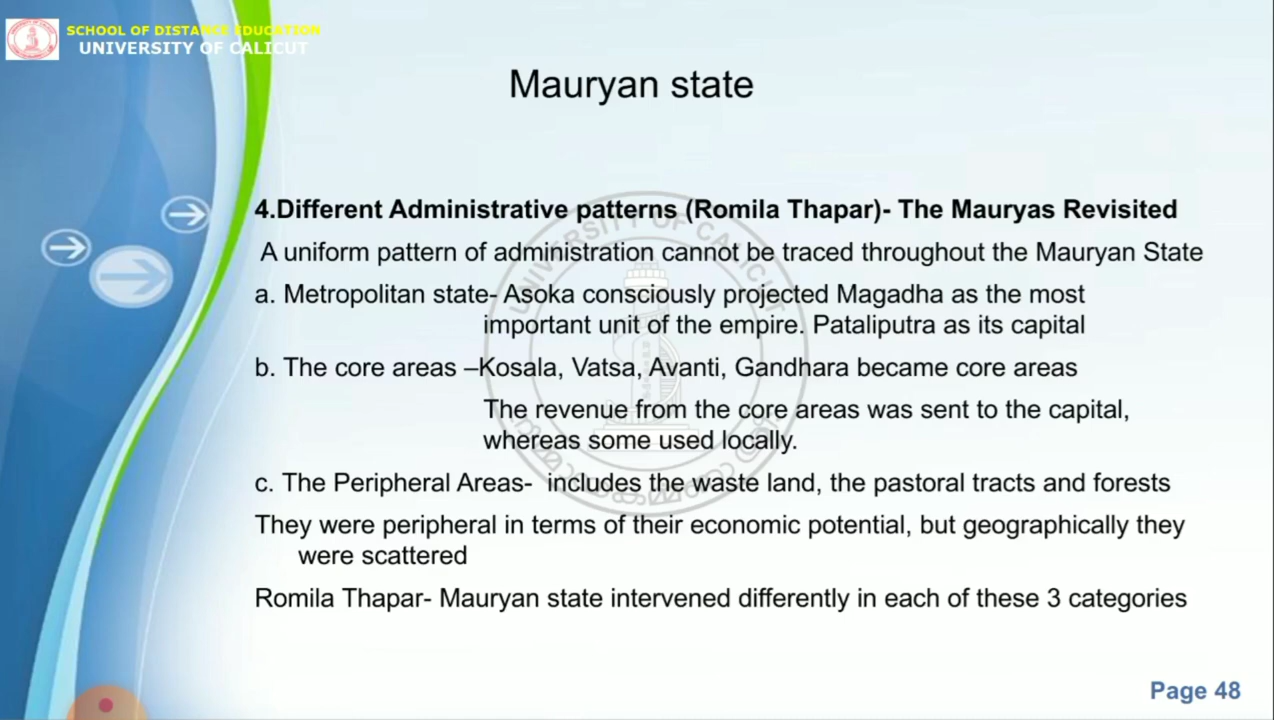 SCHOOL OF DISTANCE EDUCATION
UNIVERSITY OF CALICUT
Mauryan state
4.Different Administrative patterns (Romila Thapar)- The Mauryas Revisited
A uniform pattern of administration cannot be traced throughout the Mauryan State
a. Metropolitan state- Asoka consciously projected Magadha as the most
important unit of the empire. Pataliputra as its capital
b. The core areas –Kosala, Vatsa, Avanti, Gandhara became core areas
The revenue from the core areas was sent to the capital,
whereas some used locally.
c. The Peripheral Areas-  includes the waste land, the pastoral tracts and forests
They were peripheral in terms of their economic potential, but geographically they
were scattered
Romila Thapar- Mauryan state intervened differently in each of these 3 categories
UNIVERSITY OF CALICUT
Page 48